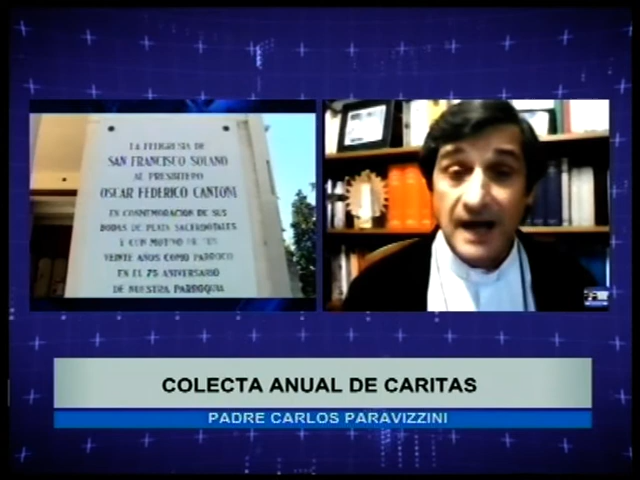 LA FELIGRESIA DE
SAN FRANCISCO SOLANO
AL PRESBITERO
OSCAR FEDERICO CANTONI
EN CONMEMORACION DE SUS
BODAS DE PLATA SACERDOTALES
Y CON MOTIVO DE
VEINTE AÑOS COMO PARROCO
EN EL 75 ANIVERSARIO
DE NUESTRA PARROQUIA
COLECTA ANUAL DE CARITAS
PADRE CARLOS PARAVIZZINI